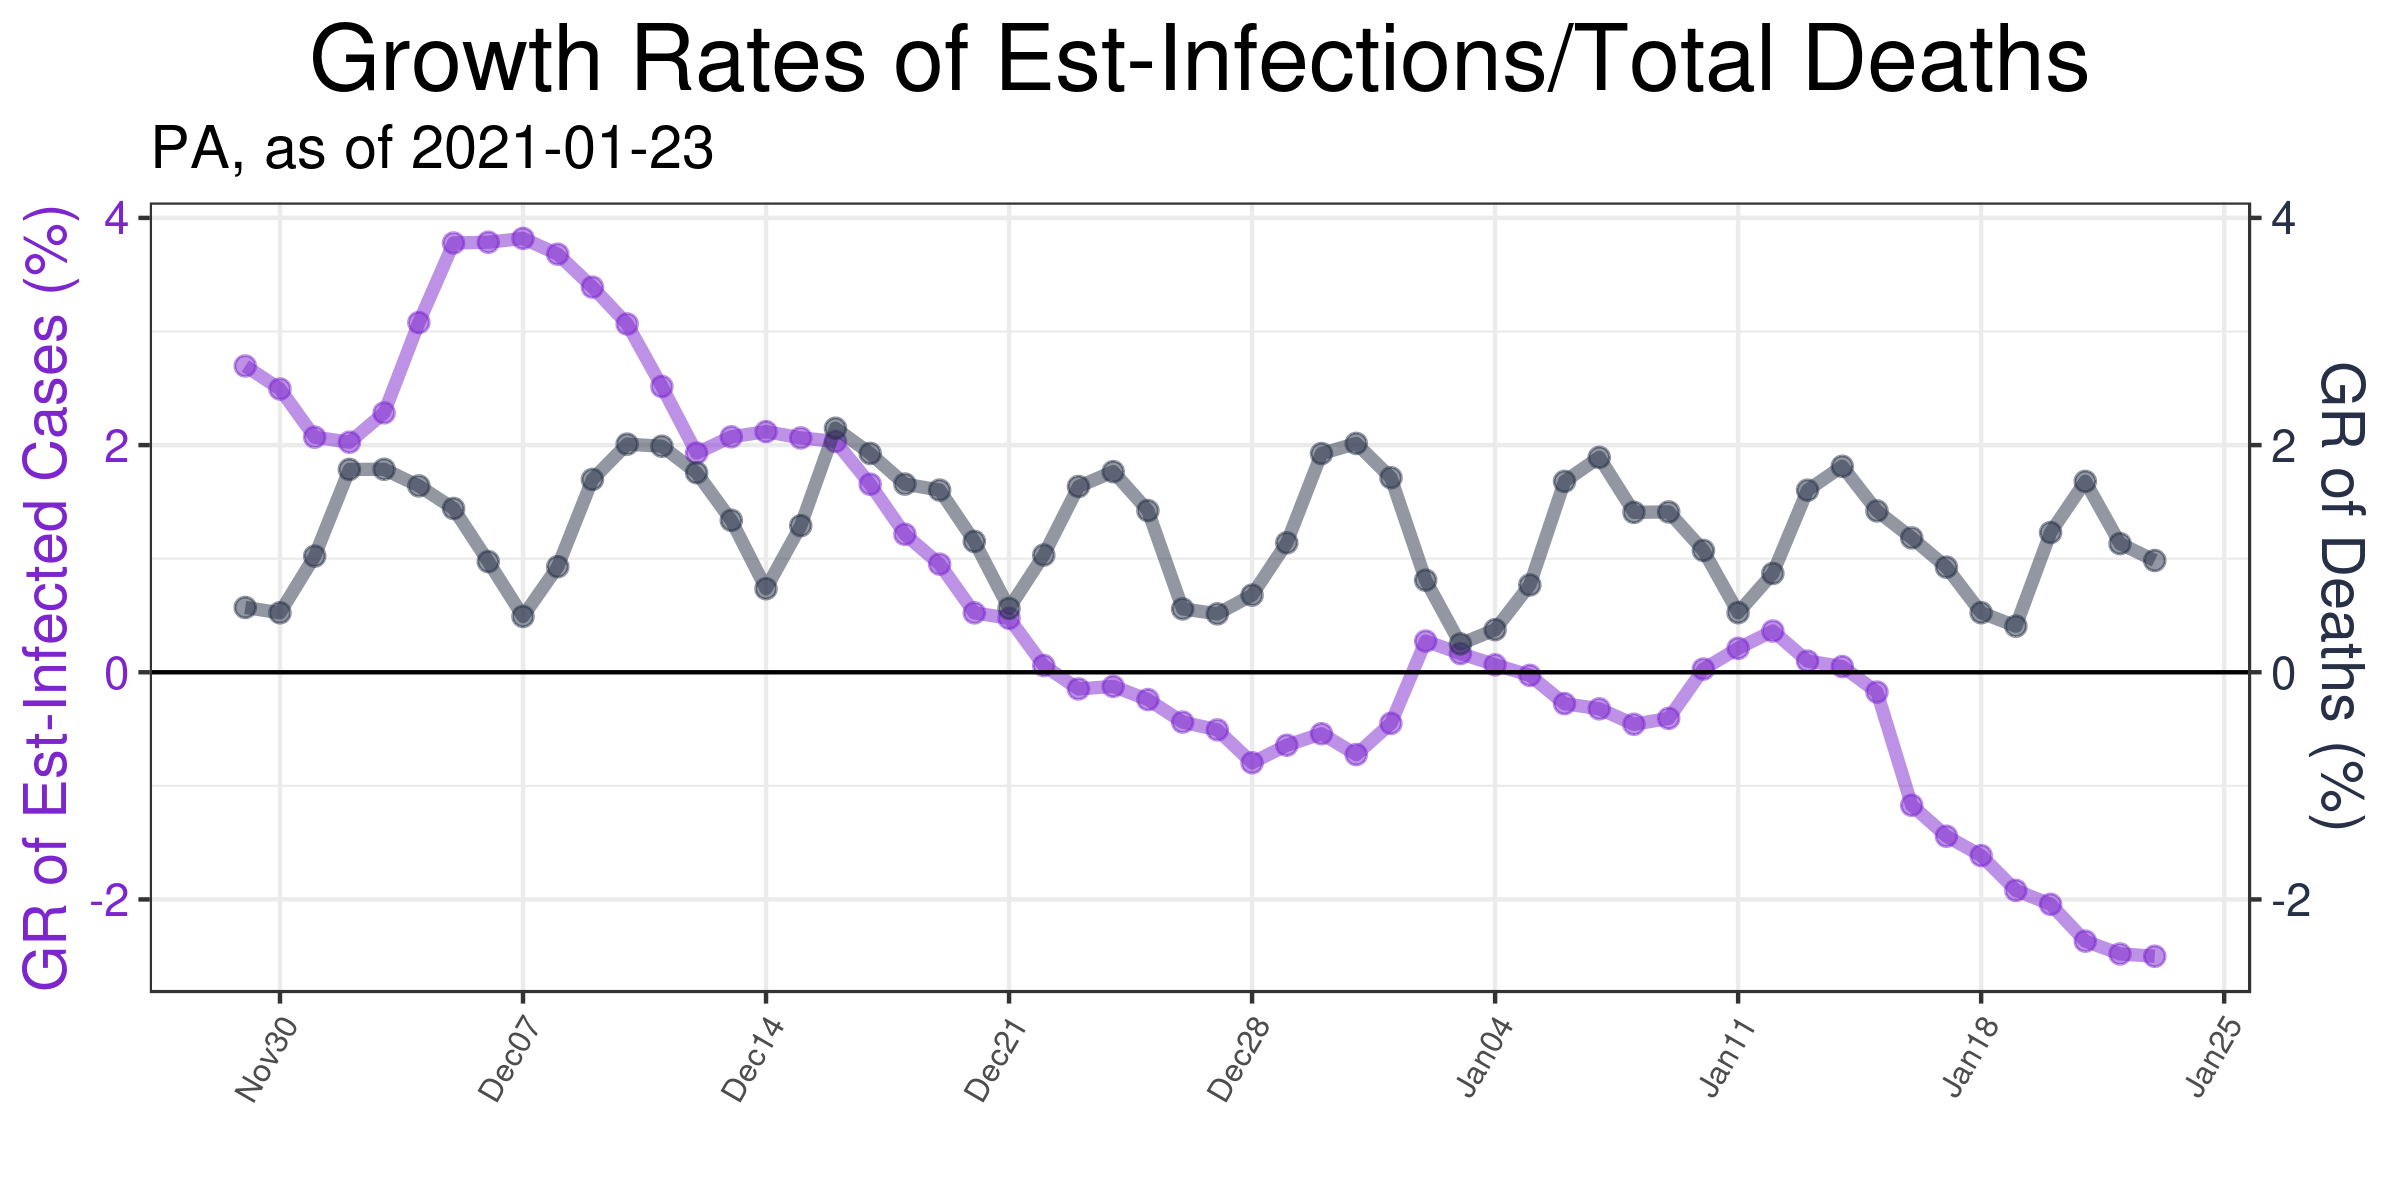 Growth Rates of Est-Infections/Total Deaths
PA, as of 2021-01-23
GR of Est-Infected Cases (%)
4
2
0
-2
4
2
0
-2
GR of Deaths (%)
Nov30
Dec07
Dec14
Dec21
Dec28
Jan04
Jan11
Jan18
Jan25